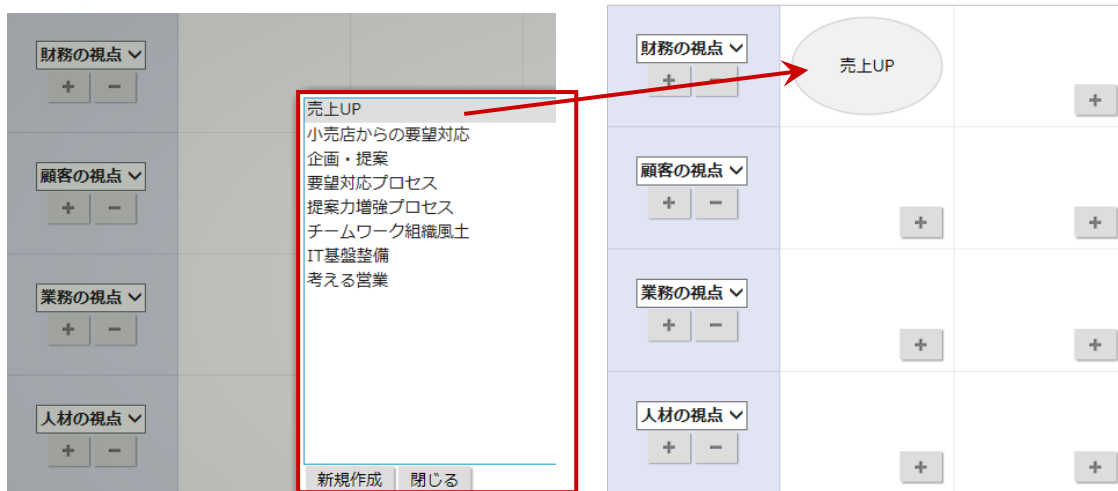 財務の視点
+ −
顧客の視点
+ −
業務の視点
+ −
人材の視点
+ −
売上UP
小売店からの要望対応
企画・提案
要望対応プロセス
提案力増強プロセス
チームワーク組織風土
IT基盤整備
考える営業
新規作成 閉じる
財務の視点
+ −
売上UP
+
顧客の視点
+ −
+ +
業務の視点
+ −
+ +
人材の視点
+ −
+ +